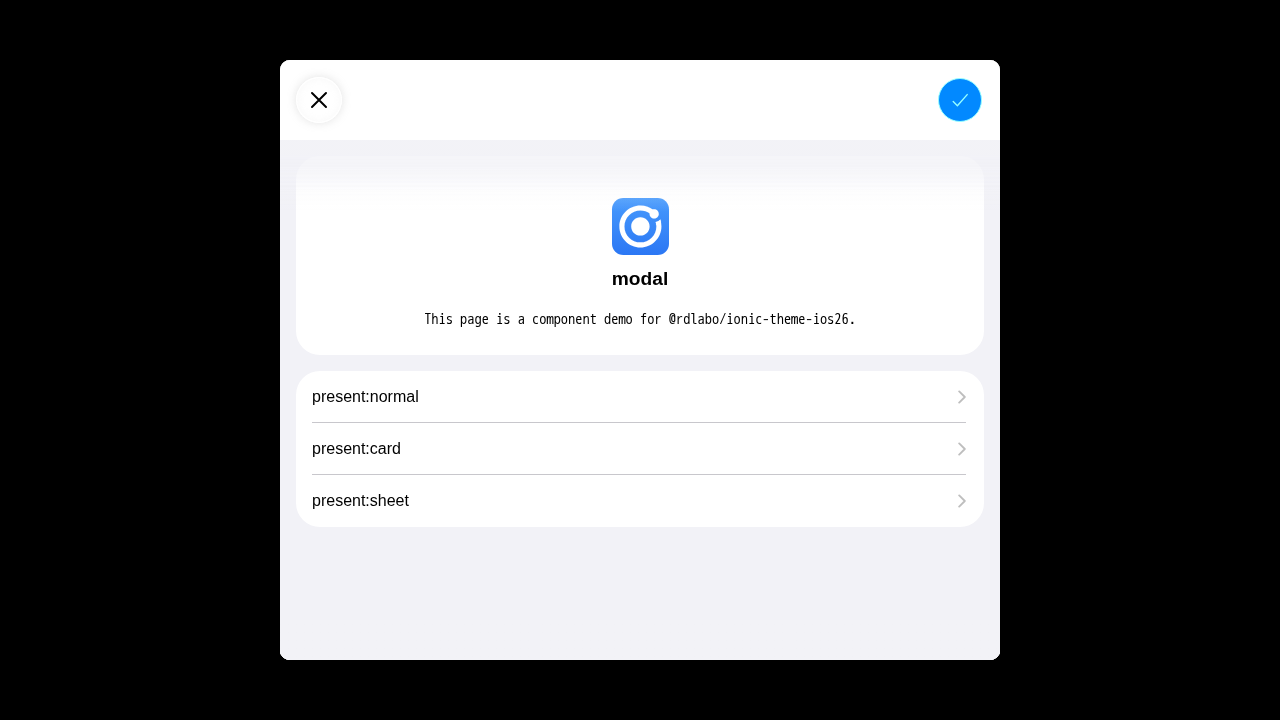 modal
This page is a component demo for @rdlabo/ionic-theme-ios26.
present:normal
present:card
present:sheet